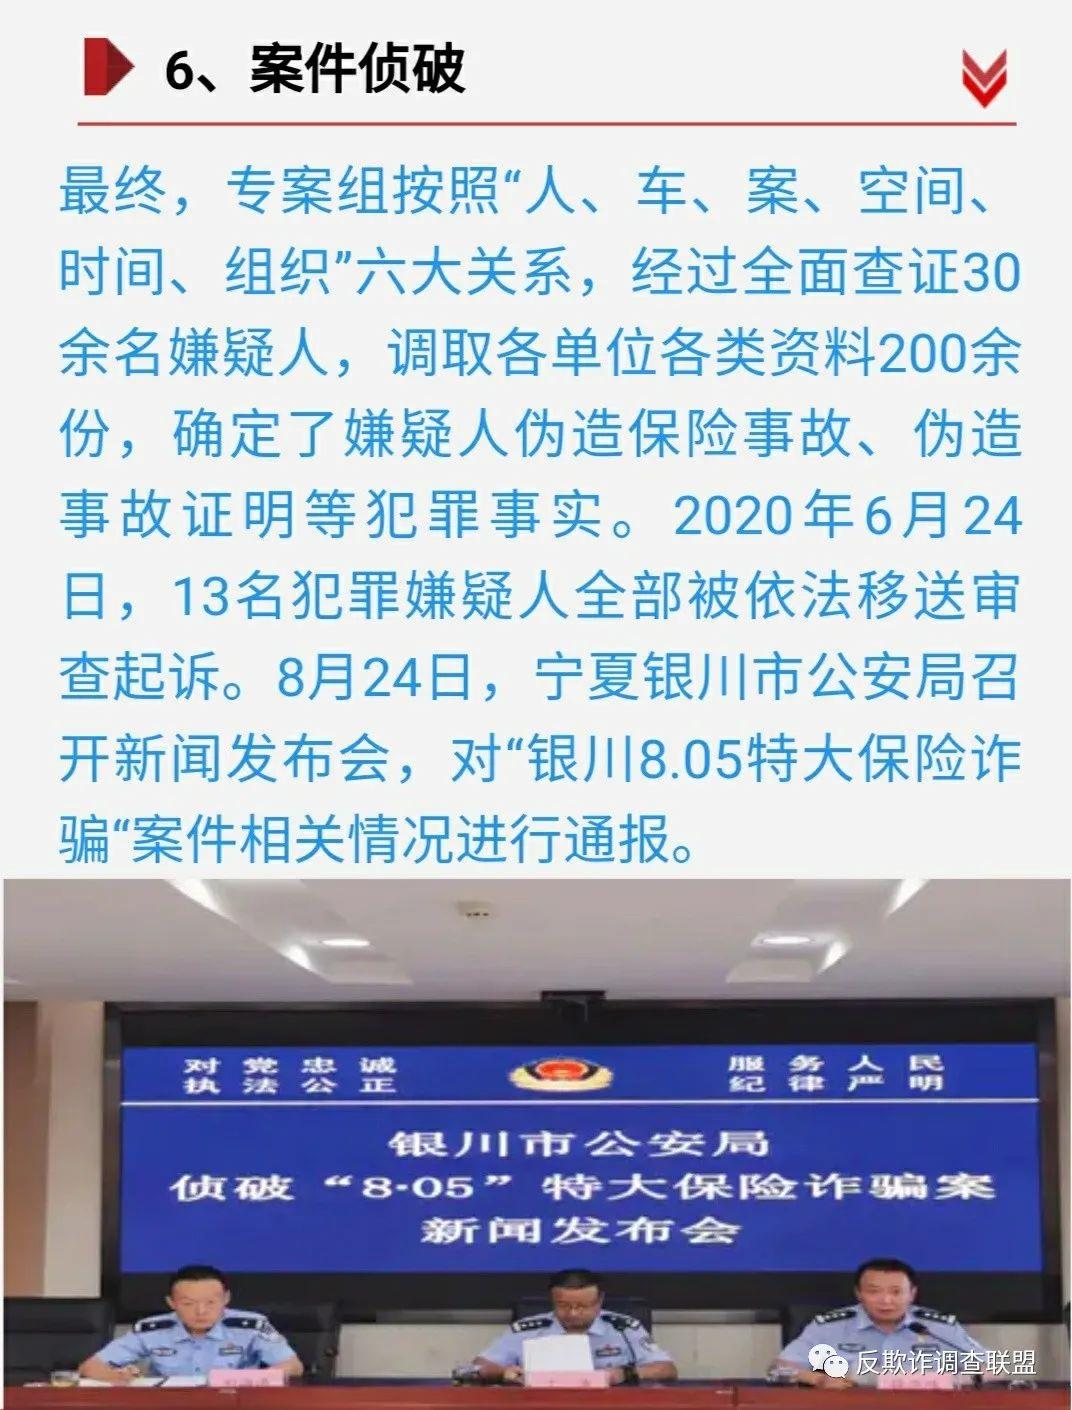 6、案件侦破
最终，专案组按照“人、车、案、空间、
时间、组织”六大关系，经过全面查证30
余名嫌疑人，调取各单位各类资料200余
份，确定了嫌疑人伪造保险事故、伪造
事故证明等犯罪事实。2020年6月24
日，13名犯罪嫌疑人全部被依法移送审
查起诉。8月24日，宁夏银川市公安局召
开新闻发布会，对“银川8.05特大保险诈
骗“案件相关情况进行通报。
对党忠诚 服务人民
执法公正 纪律严明
银川市公安局
侦破“8·05”特大保险诈骗案
新闻发布会
反欺诈调查联盟